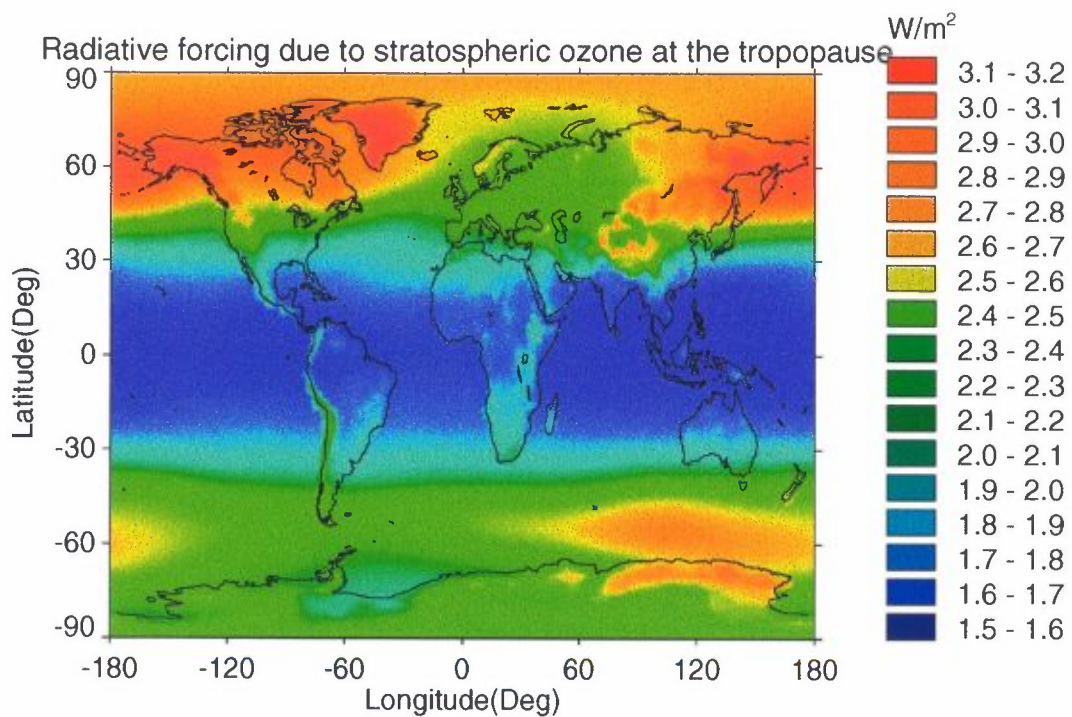 W/m²
Radiative forcing due to stratospheric ozone at the tropopause
90
60
30
0
-30
-60
-90
Latitude(Deg)
-180 -120 -60 0 60 120 180
Longitude(Deg)
3.1 - 3.2
3.0 - 3.1
2.9 - 3.0
2.8 - 2.9
2.7 - 2.8
2.6 - 2.7
2.5 - 2.6
2.4 - 2.5
2.3 - 2.4
2.2 - 2.3
2.1 - 2.2
2.0 - 2.1
1.9 - 2.0
1.8 - 1.9
1.7 - 1.8
1.6 - 1.7
1.5 - 1.6